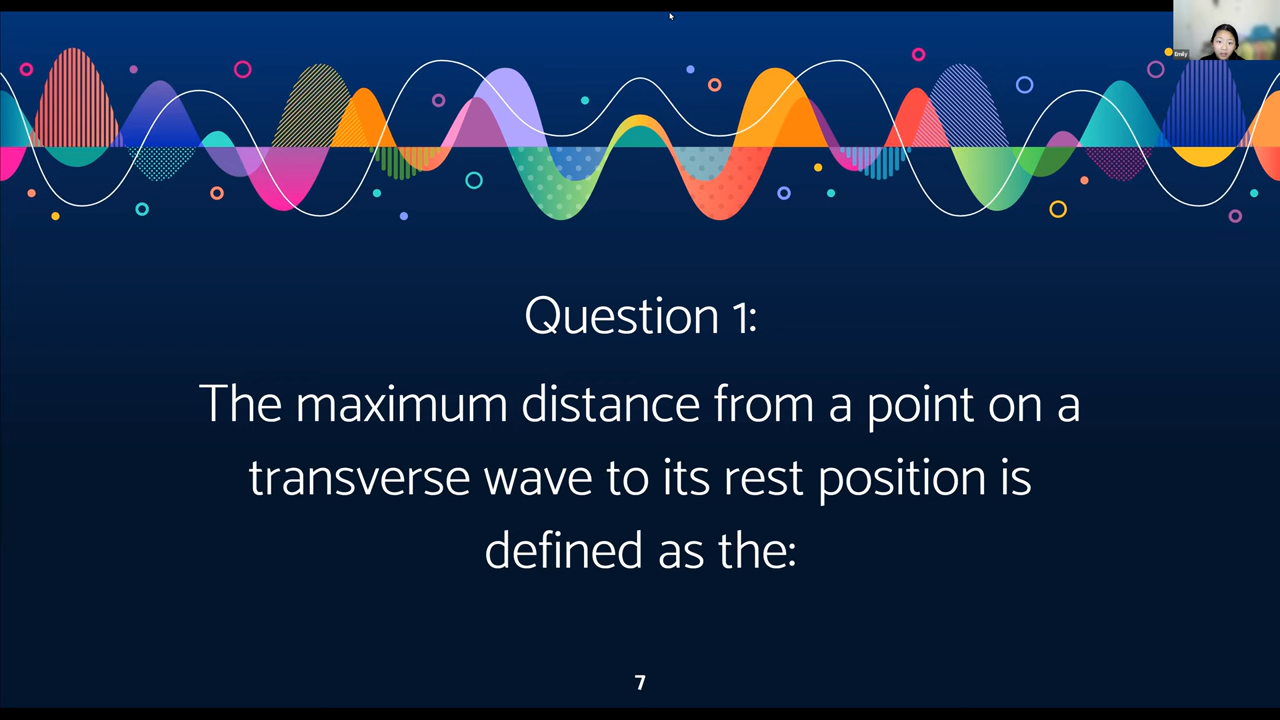 Emily
Question 1:
The maximum distance from a point on a
transverse wave to its rest position is
defined as the:
7